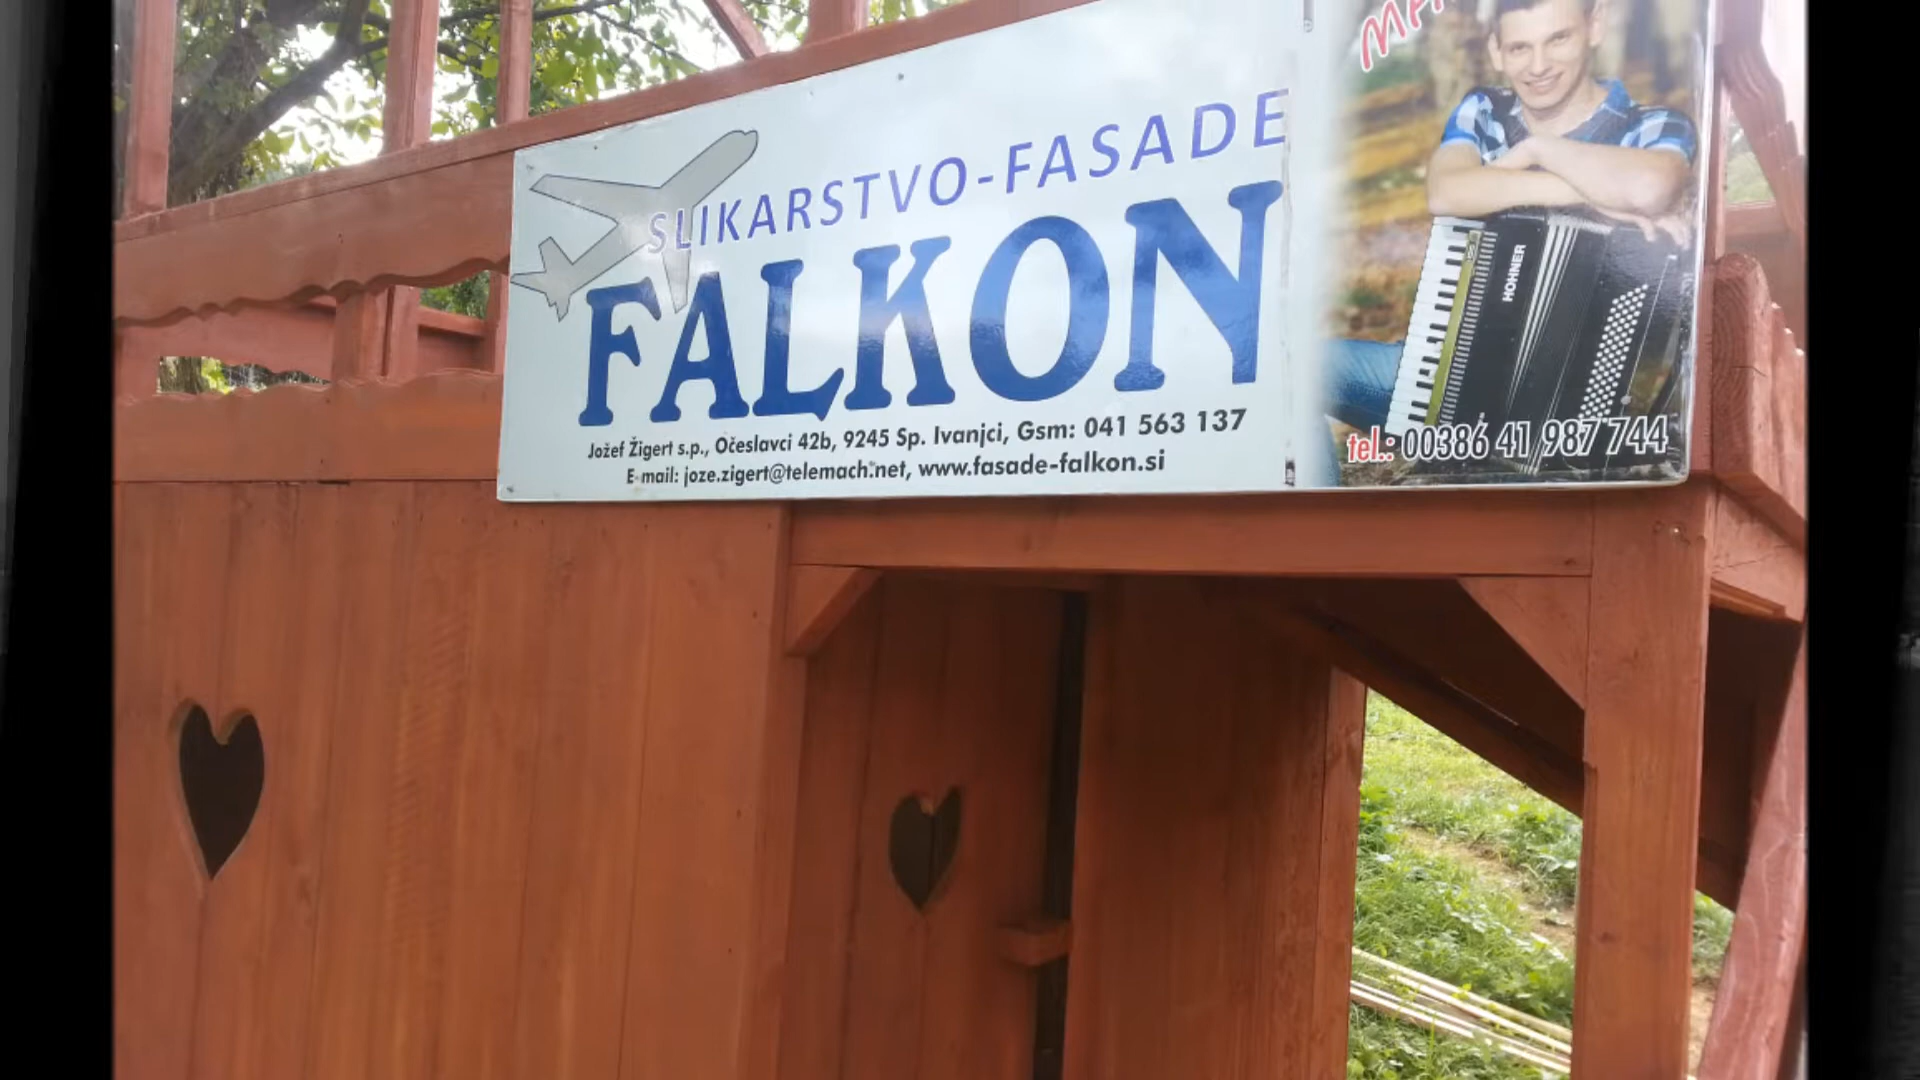 SLIKARSTVO-FASADE
FALKON
Jožef Žigert s.p., Očeslavci 42b, 9245 Sp. Ivanjci, Gsm: 041 563 137
E-mail: joze.zigert@telemach.net, www.fasade-falkon.si
HOHNER
tel.: 00386 41 987 744